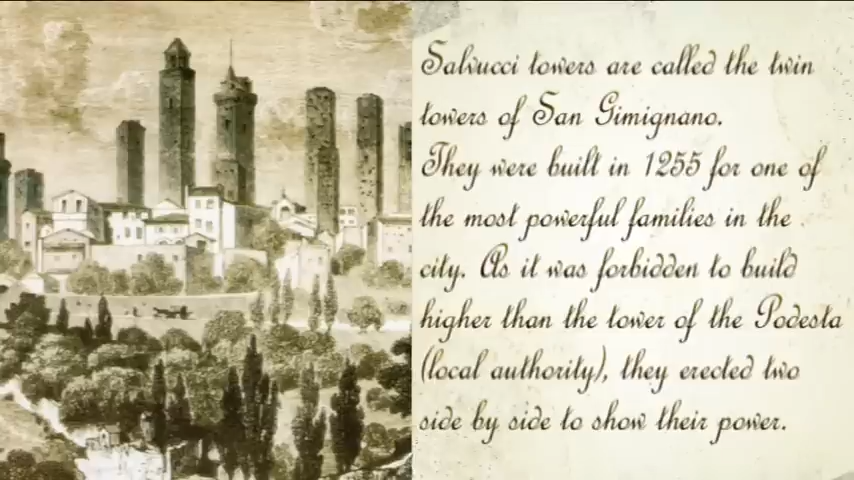 Salvucci towers are called the twin
towers of San Gimignano.
They were built in 1255 for one of
the most powerful families in the
city. As it was forbidden to build
higher than the tower of the Podesta
(local authority), they erected two
side by side to show their power.